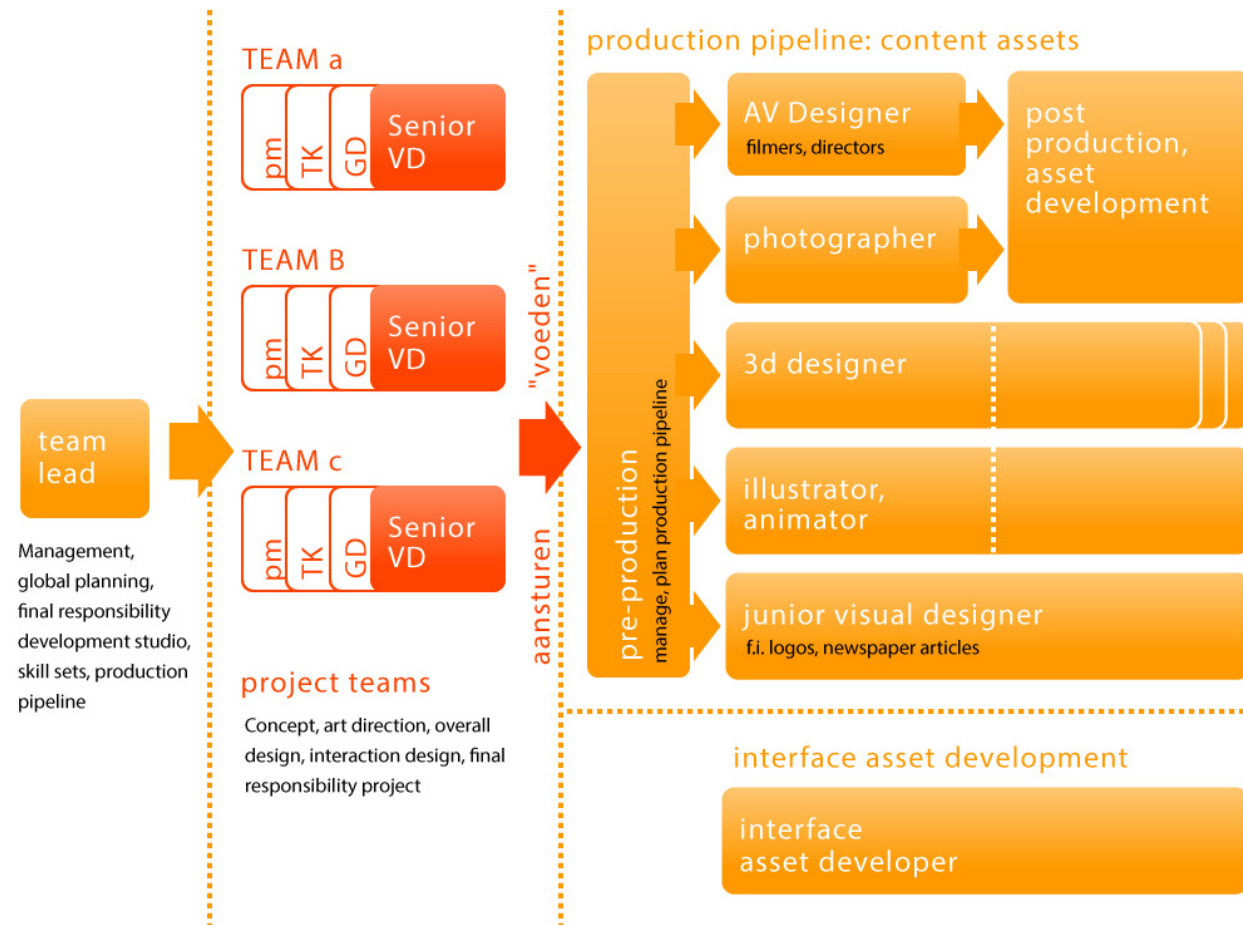 team
lead
Management,
global planning,
final responsibility
development studio,
skill sets, production
pipeline
TEAM a
pm
TK
GD
Senior
VD
TEAM B
pm
TK
GD
Senior
VD
TEAM c
pm
TK
GD
Senior
VD
project teams
Concept, art direction, overall
design, interaction design, final
responsibility project
"voeden"
aansturen
production pipeline: content assets
pre-production
manage, plan production pipeline
AV Designer
filmers, directors
photographer
post
production,
asset
development
3d designer
illustrator,
animator
junior visual designer
f.i. logos, newspaper articles
interface asset development
interface
asset developer